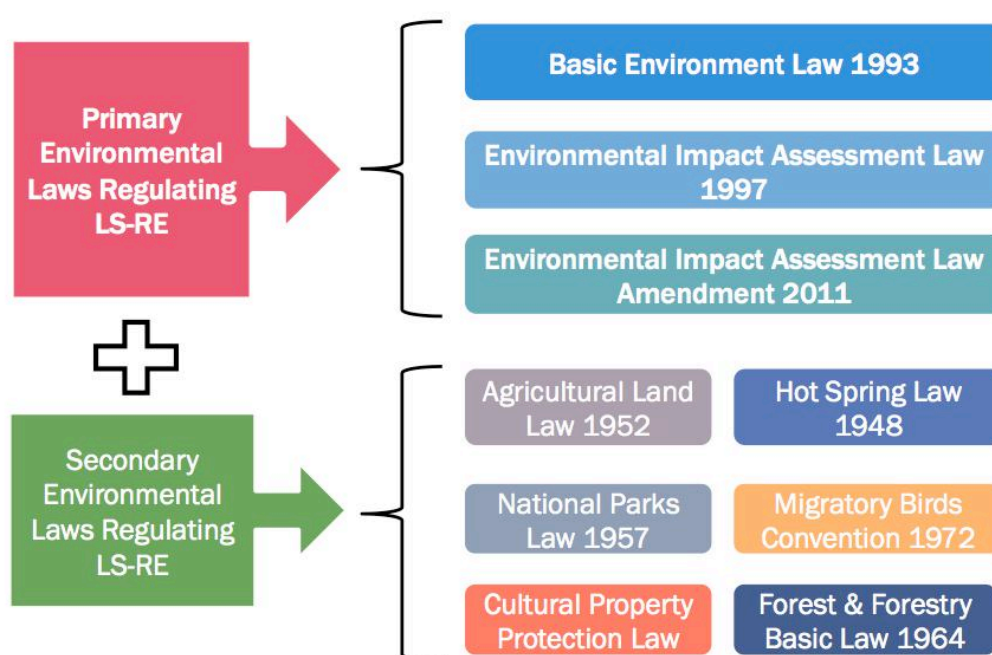 Primary
Environmental
Laws Regulating
LS-RE
Basic Environment Law 1993
Environmental Impact Assessment Law
1997
Environmental Impact Assessment Law
Amendment 2011
Secondary
Environmental
Laws Regulating
LS-RE
Agricultural Land
Law 1952
Hot Spring Law
1948
National Parks
Law 1957
Migratory Birds
Convention 1972
Cultural Property
Protection Law
Forest & Forestry
Basic Law 1964